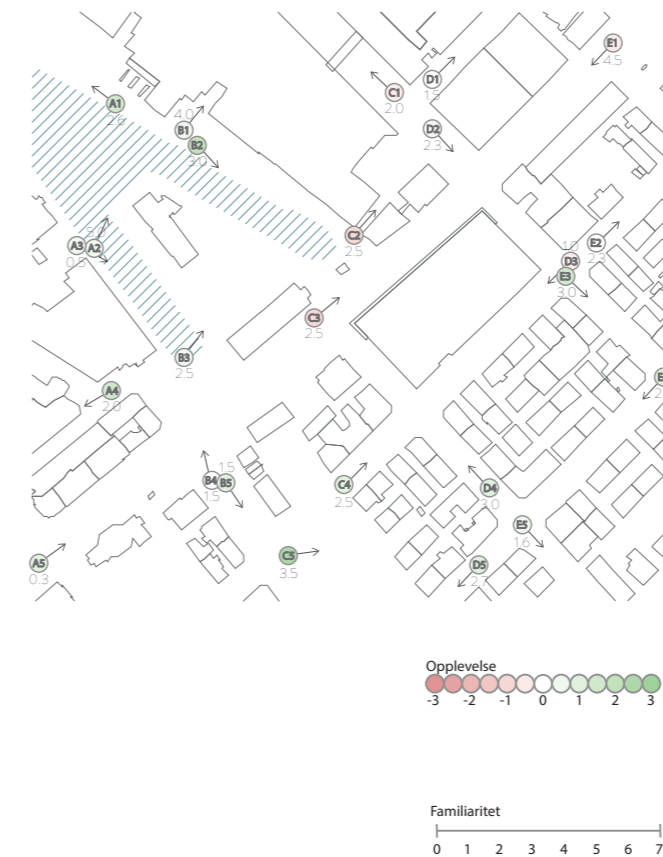 E1
4.5
D1
1.5
C1
2.0
A1
2.6
4.0
B1
B2
3.0
D2
2.3
C2
2.5
A3
A2
0.5
E2
2.3
D3
E3
3.0
C3
2.5
B3
2.5
A4
2.0
1.5
B4
B5
1.5
C4
2.5
D4
3.0
E5
1.6
C5
3.5
A5
0.3
D5
2.7
Opplevelse
-3 -2 -1 0 1 2 3
Familiaritet
0 1 2 3 4 5 6 7